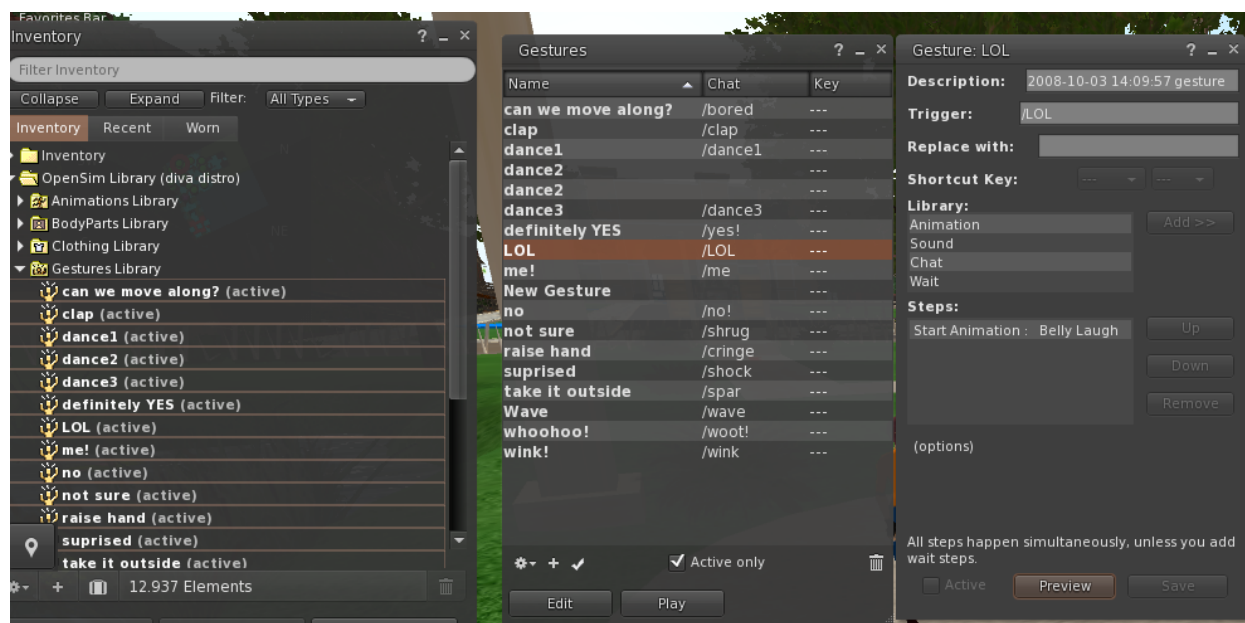 Favorites Bar
Inventory ? _ ×
Filter Inventory
Collapse Expand Filter: All Types
Inventory Recent Worn
Inventory
OpenSim Library (diva distro)
Animations Library
BodyParts Library
Clothing Library
Gestures Library
can we move along? (active)
clap (active)
dance1 (active)
dance2 (active)
dance3 (active)
definitely YES (active)
LOL (active)
me! (active)
no (active)
not sure (active)
raise hand (active)
suprised (active)
take it outside (active)
+ 12.937 Elements
Gestures ? _ ×
Name Chat Key
can we move along? /bored ---
clap /clap ---
dance1 /dance1 ---
dance2 ---
dance2 ---
dance3 /dance3 ---
definitely YES /yes! ---
LOL /LOL ---
me! /me ---
New Gesture ---
no /no! ---
not sure /shrug ---
raise hand /cringe ---
suprised /shock ---
take it outside /spar ---
Wave /wave ---
whoohoo! /woot! ---
wink! /wink ---
+ Active only
Edit Play
Gesture: LOL ? _ ×
Description: 2008-10-03 14:09:57 gesture
Trigger: /LOL
Replace with:
Shortcut Key: --- ---
Library:
Animation Add >>
Sound
Chat
Wait
Steps:
Start Animation : Belly Laugh Up
Down
Remove
(options)
All steps happen simultaneously, unless you add
wait steps.
Active Preview Save